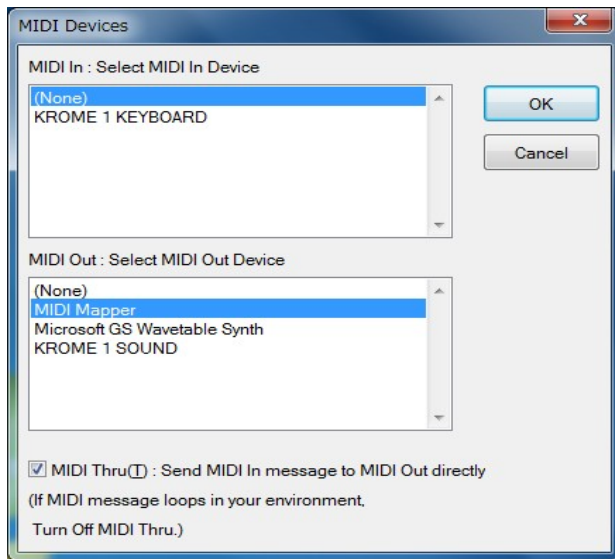 MIDI Devices
MIDI In : Select MIDI In Device
(None)
KROME 1 KEYBOARD
OK
Cancel
MIDI Out : Select MIDI Out Device
(None)
MIDI Mapper
Microsoft GS Wavetable Synth
KROME 1 SOUND
MIDI Thru(T) : Send MIDI In message to MIDI Out directly
(If MIDI message loops in your environment,
Turn Off MIDI Thru.)